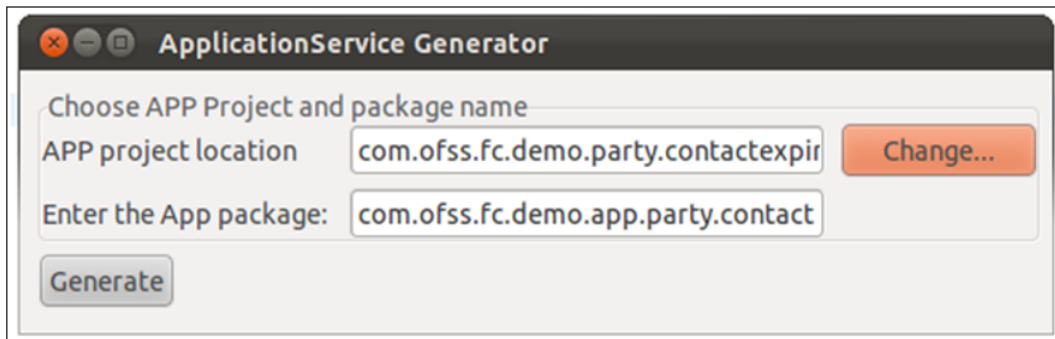 ApplicationService Generator
Choose APP Project and package name
APP project location com.ofss.fc.demo.party.contactexpir Change...
Enter the App package: com.ofss.fc.demo.app.party.contact
Generate